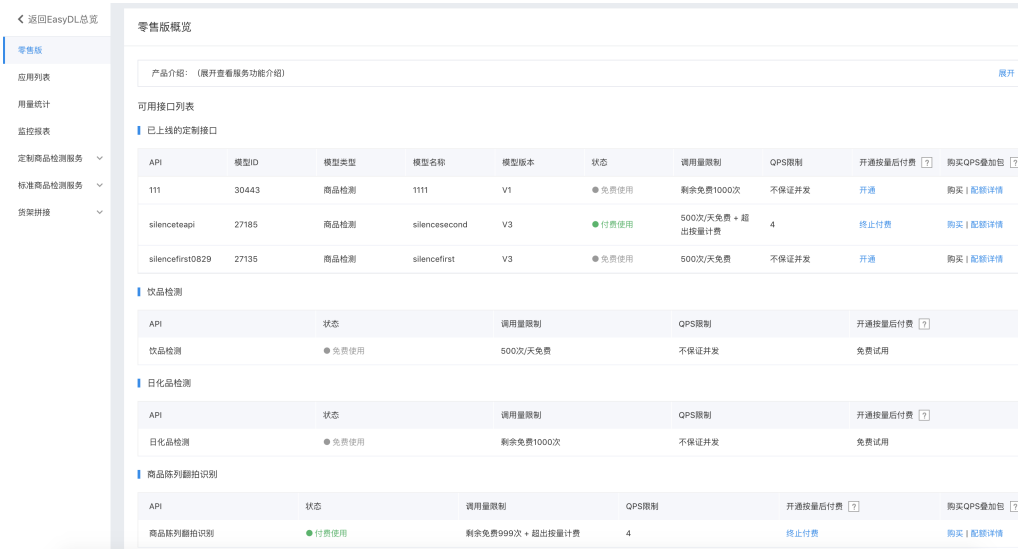 返回EasyDL总览
零售版
应用列表
用量统计
监控报表
定制商品检测服务
标准商品检测服务
货架拼接
零售版概览
产品介绍: （展开查看服务功能介绍） 展开
可用接口列表
已上线的定制接口
API 模型ID 模型类型 模型名称 模型版本 状态 调用量限制 QPS限制 开通按量后付费 ? 购买QPS叠加包 ?
111 30443 商品检测 1111 V1 免费使用 剩余免费1000次 不保证并发 开通 购买 | 配额详情
silenceteapi 27185 商品检测 silencesecond V3 付费使用 500次/天免费 + 超出按量计费 4 终止付费 购买 | 配额详情
silencefirst0829 27135 商品检测 silencefirst V3 免费使用 500次/天免费 不保证并发 开通 购买 | 配额详情
饮品检测
API 状态 调用量限制 QPS限制 开通按量后付费 ?
饮品检测 免费使用 500次/天免费 不保证并发 免费试用
日化品检测
API 状态 调用量限制 QPS限制 开通按量后付费 ?
日化品检测 免费使用 剩余免费1000次 不保证并发 免费试用
商品陈列翻拍识别
API 状态 调用量限制 QPS限制 开通按量后付费 ? 购买QPS叠加包 ?
商品陈列翻拍识别 付费使用 剩余免费999次 + 超出按量计费 4 终止付费 购买 | 配额详情